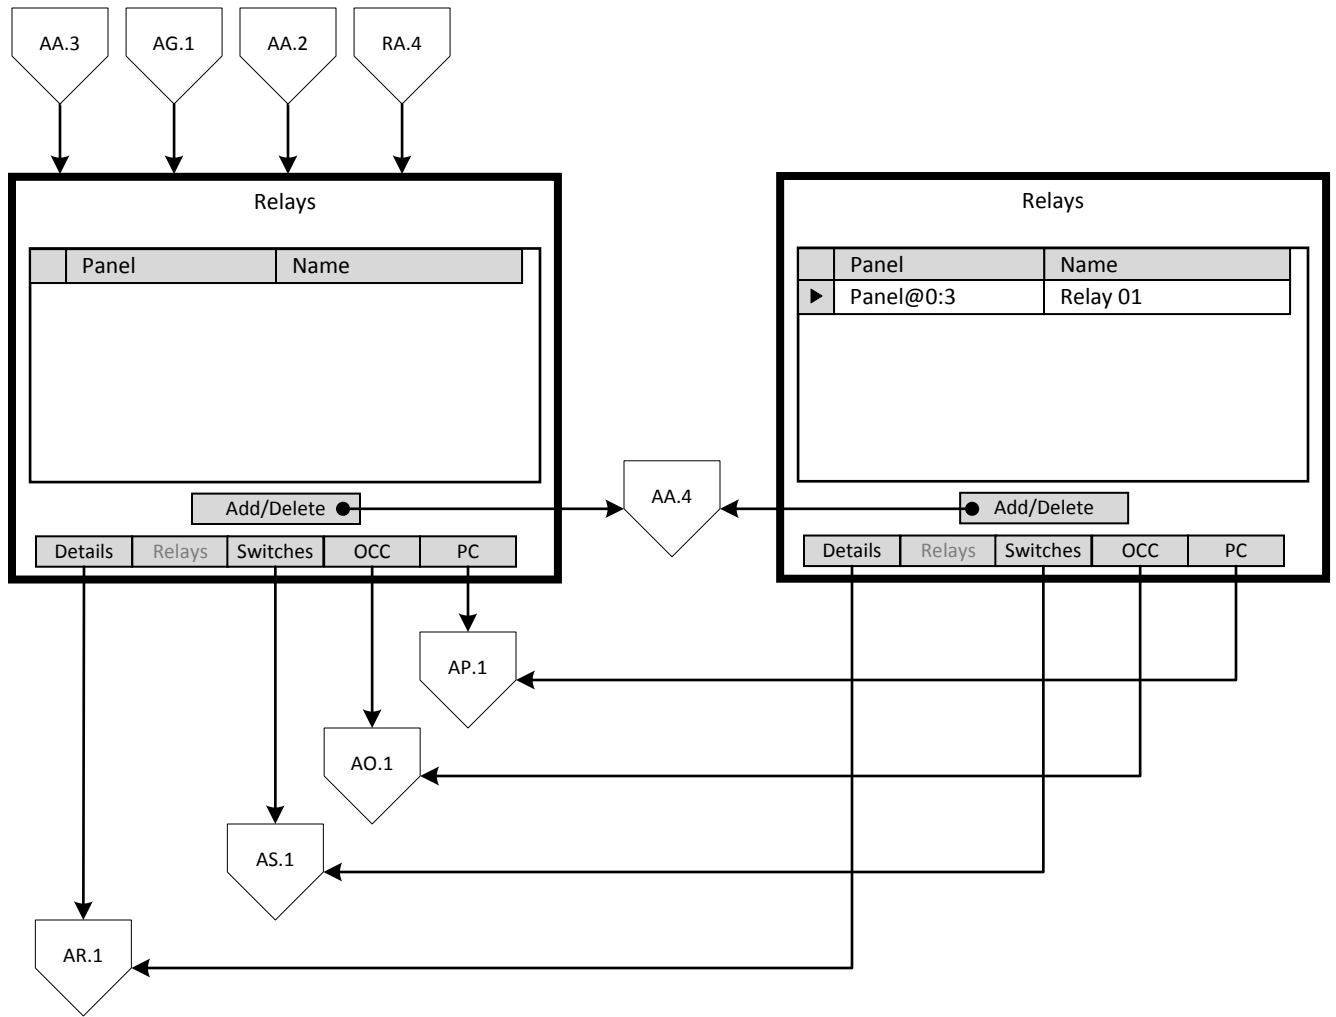 AA.3
AG.1
AA.2
RA.4
Relays
Panel Name
Add/Delete
Details Relays Switches OCC PC
Relays
Panel Name
Panel@0:3 Relay 01
Add/Delete
Details Relays Switches OCC PC
AA.4
AP.1
AO.1
AS.1
AR.1